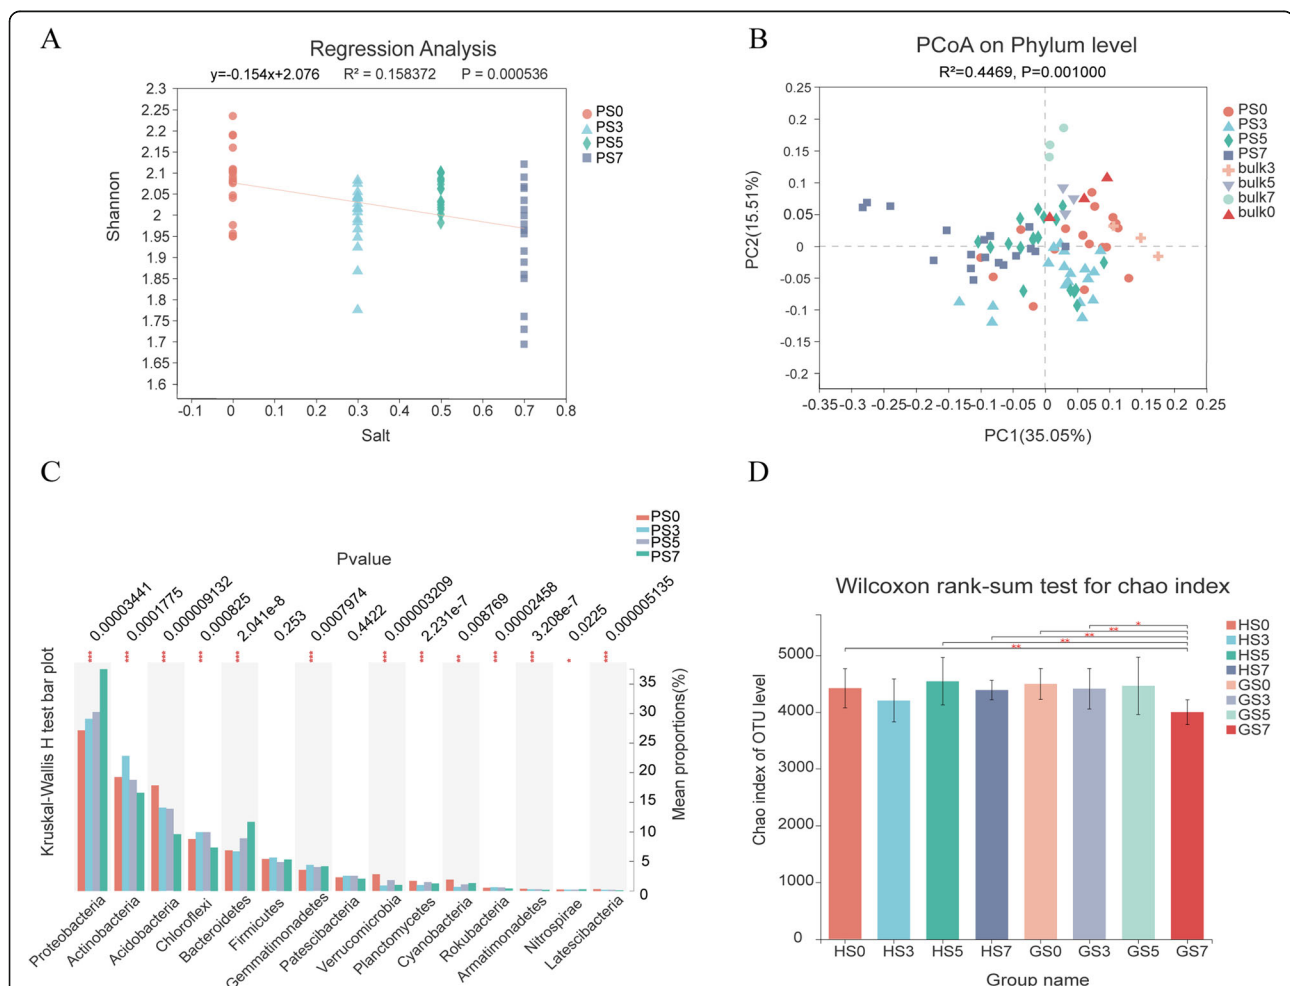 A
Regression Analysis
y=-0.154x+2.076 R² = 0.158372 P = 0.000536
2.3
2.25
2.2
2.15
2.1
2.05
2
1.95
1.9
1.85
1.8
1.75
1.7
1.65
1.6
Shannon
-0.1 0 0.1 0.2 0.3 0.4 0.5 0.6 0.7 0.8
Salt
PS0
PS3
PS5
PS7
B
PCoA on Phylum level
R²=0.4469, P=0.001000
0.25
0.2
0.15
0.1
0.05
0
-0.05
-0.1
-0.15
-0.2
PC2(15.51%)
-0.35 -0.3 -0.25 -0.2 -0.15 -0.1 -0.05 0 0.05 0.1 0.15 0.2 0.25
PC1(35.05%)
PS0
PS3
PS5
PS7
bulk3
bulk5
bulk7
bulk0
C
PS0
PS3
PS5
PS7
Pvalue
0.00003441
0.0001775
0.000009132
0.000825
2.041e-8
0.253
0.0007974
0.4422
0.000003209
2.231e-7
0.008769
0.00002458
3.208e-7
0.0225
0.000005135
*** *** *** *** *** *** *** *** ** *** *** * ***
Kruskal-Wallis H test bar plot
35
30
25
20
15
10
5
0
Mean proportions(%)
Proteobacteria
Actinobacteria
Acidobacteria
Chloroflexi
Bacteroidetes
Firmicutes
Gemmatimonadetes
Patescibacteria
Verrucomicrobia
Planctomycetes
Cyanobacteria
Rokubacteria
Armatimonadetes
Nitrospirae
Latescibacteria
D
Wilcoxon rank-sum test for chao index
*
**
**
**
**
5000
4000
3000
2000
1000
0
Chao index of OTU level
HS0 HS3 HS5 HS7 GS0 GS3 GS5 GS7
Group name
HS0
HS3
HS5
HS7
GS0
GS3
GS5
GS7